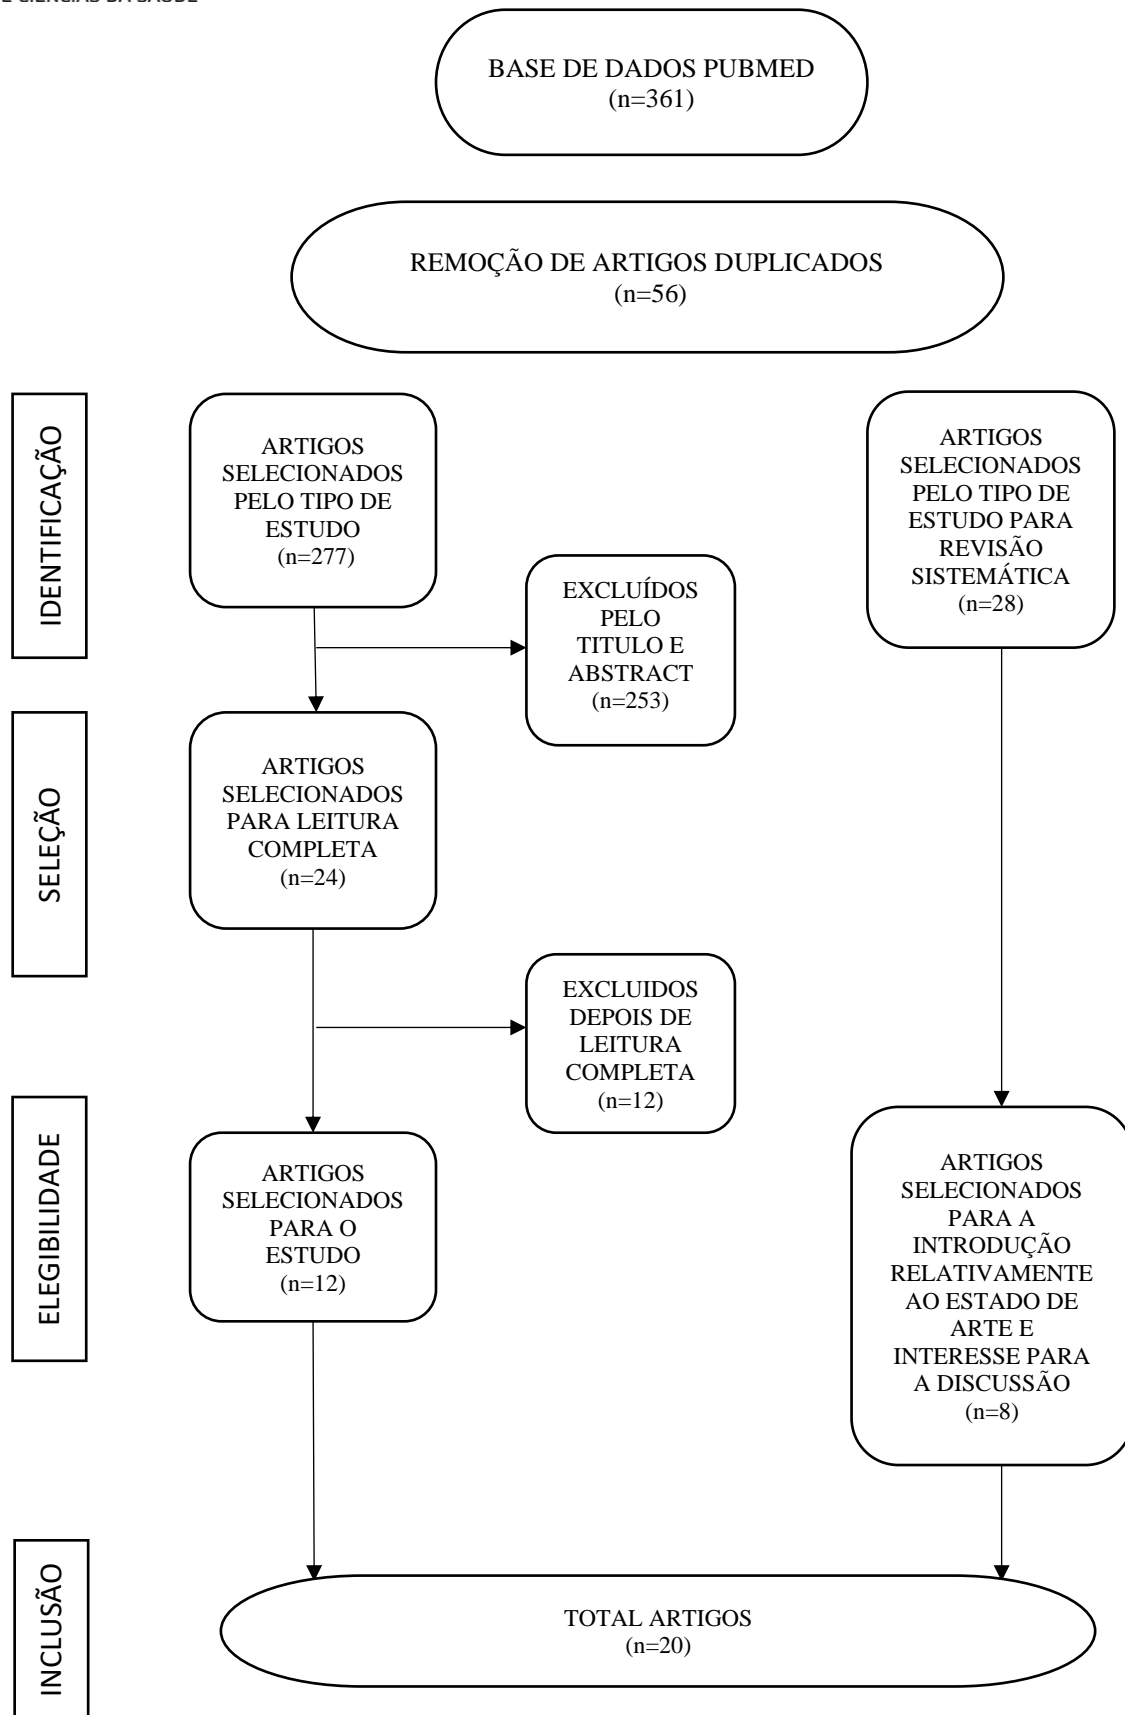 E CIÊNCIAS DA SAÚDE
BASE DE DADOS PUBMED
(n=361)
REMOÇÃO DE ARTIGOS DUPLICADOS
(n=56)
IDENTIFICAÇÃO
ARTIGOS
SELECIONADOS
PELO TIPO DE
ESTUDO
(n=277)
ARTIGOS
SELECIONADOS
PELO TIPO DE
ESTUDO PARA
REVISÃO
SISTEMÁTICA
(n=28)
EXCLUÍDOS
PELO
TITULO E
ABSTRACT
(n=253)
SELEÇÃO
ARTIGOS
SELECIONADOS
PARA LEITURA
COMPLETA
(n=24)
EXCLUIDOS
DEPOIS DE
LEITURA
COMPLETA
(n=12)
ELEGIBILIDADE
ARTIGOS
SELECIONADOS
PARA O
ESTUDO
(n=12)
ARTIGOS
SELECIONADOS
PARA A
INTRODUÇÃO
RELATIVAMENTE
AO ESTADO DE
ARTE E
INTERESSE PARA
A DISCUSSÃO
(n=8)
INCLUSÃO
TOTAL ARTIGOS
(n=20)